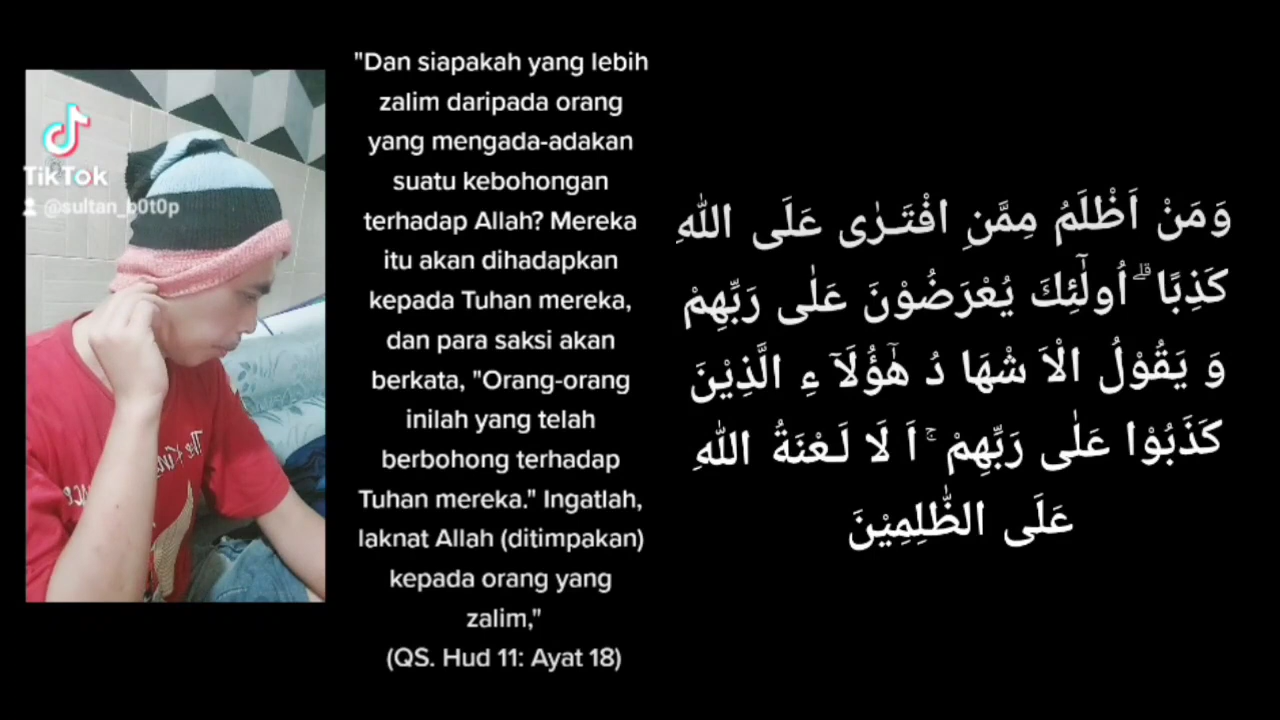 TikTok
@sultan_b0t0p
"Dan siapakah yang lebih
zalim daripada orang
yang mengada-adakan
suatu kebohongan
terhadap Allah? Mereka
itu akan dihadapkan
kepada Tuhan mereka,
dan para saksi akan
berkata, "Orang-orang
inilah yang telah
berbohong terhadap
Tuhan mereka." Ingatlah,
laknat Allah (ditimpakan)
kepada orang yang
zalim,"
(QS. Hud 11: Ayat 18)
وَمَنْ اَظْلَمُ مِمَّنِ افْتَـرٰى عَلَى اللّٰهِ
كَذِبًا ۗ اُولٰٓئِكَ يُعْرَضُوْنَ عَلٰى رَبِّهِمْ
وَ يَقُوْلُ الْاَ شْهَا دُ هٰٓؤُلَآ ءِ الَّذِيْنَ
كَذَبُوْا عَلٰى رَبِّهِمْ ۚ اَ لَا لَـعْنَةُ اللّٰهِ
عَلَى الظّٰلِمِيْنَ